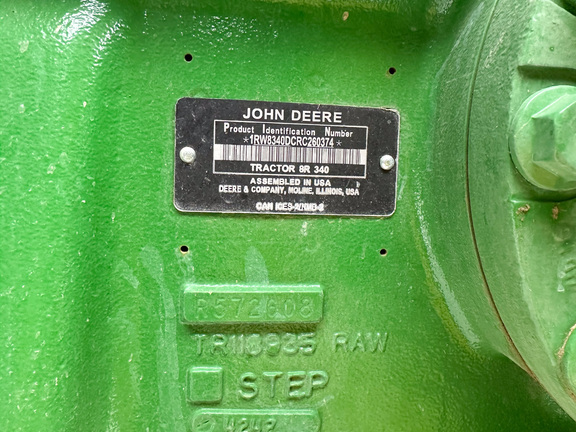 JOHN DEERE
Product Identification Number
*1RW8340DCRC260374*
TRACTOR 8R 340
ASSEMBLED IN USA
DEERE & COMPANY, MOLINE, ILLINOIS, USA
R572608
TR118935 RAW
STEP